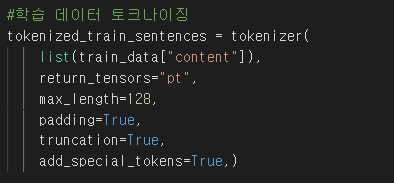 #학습 데이터 토크나이징
tokenized_train_sentences = tokenizer(
list(train_data["content"]),
return_tensors="pt",
max_length=128,
padding=True,
truncation=True,
add_special_tokens=True,)